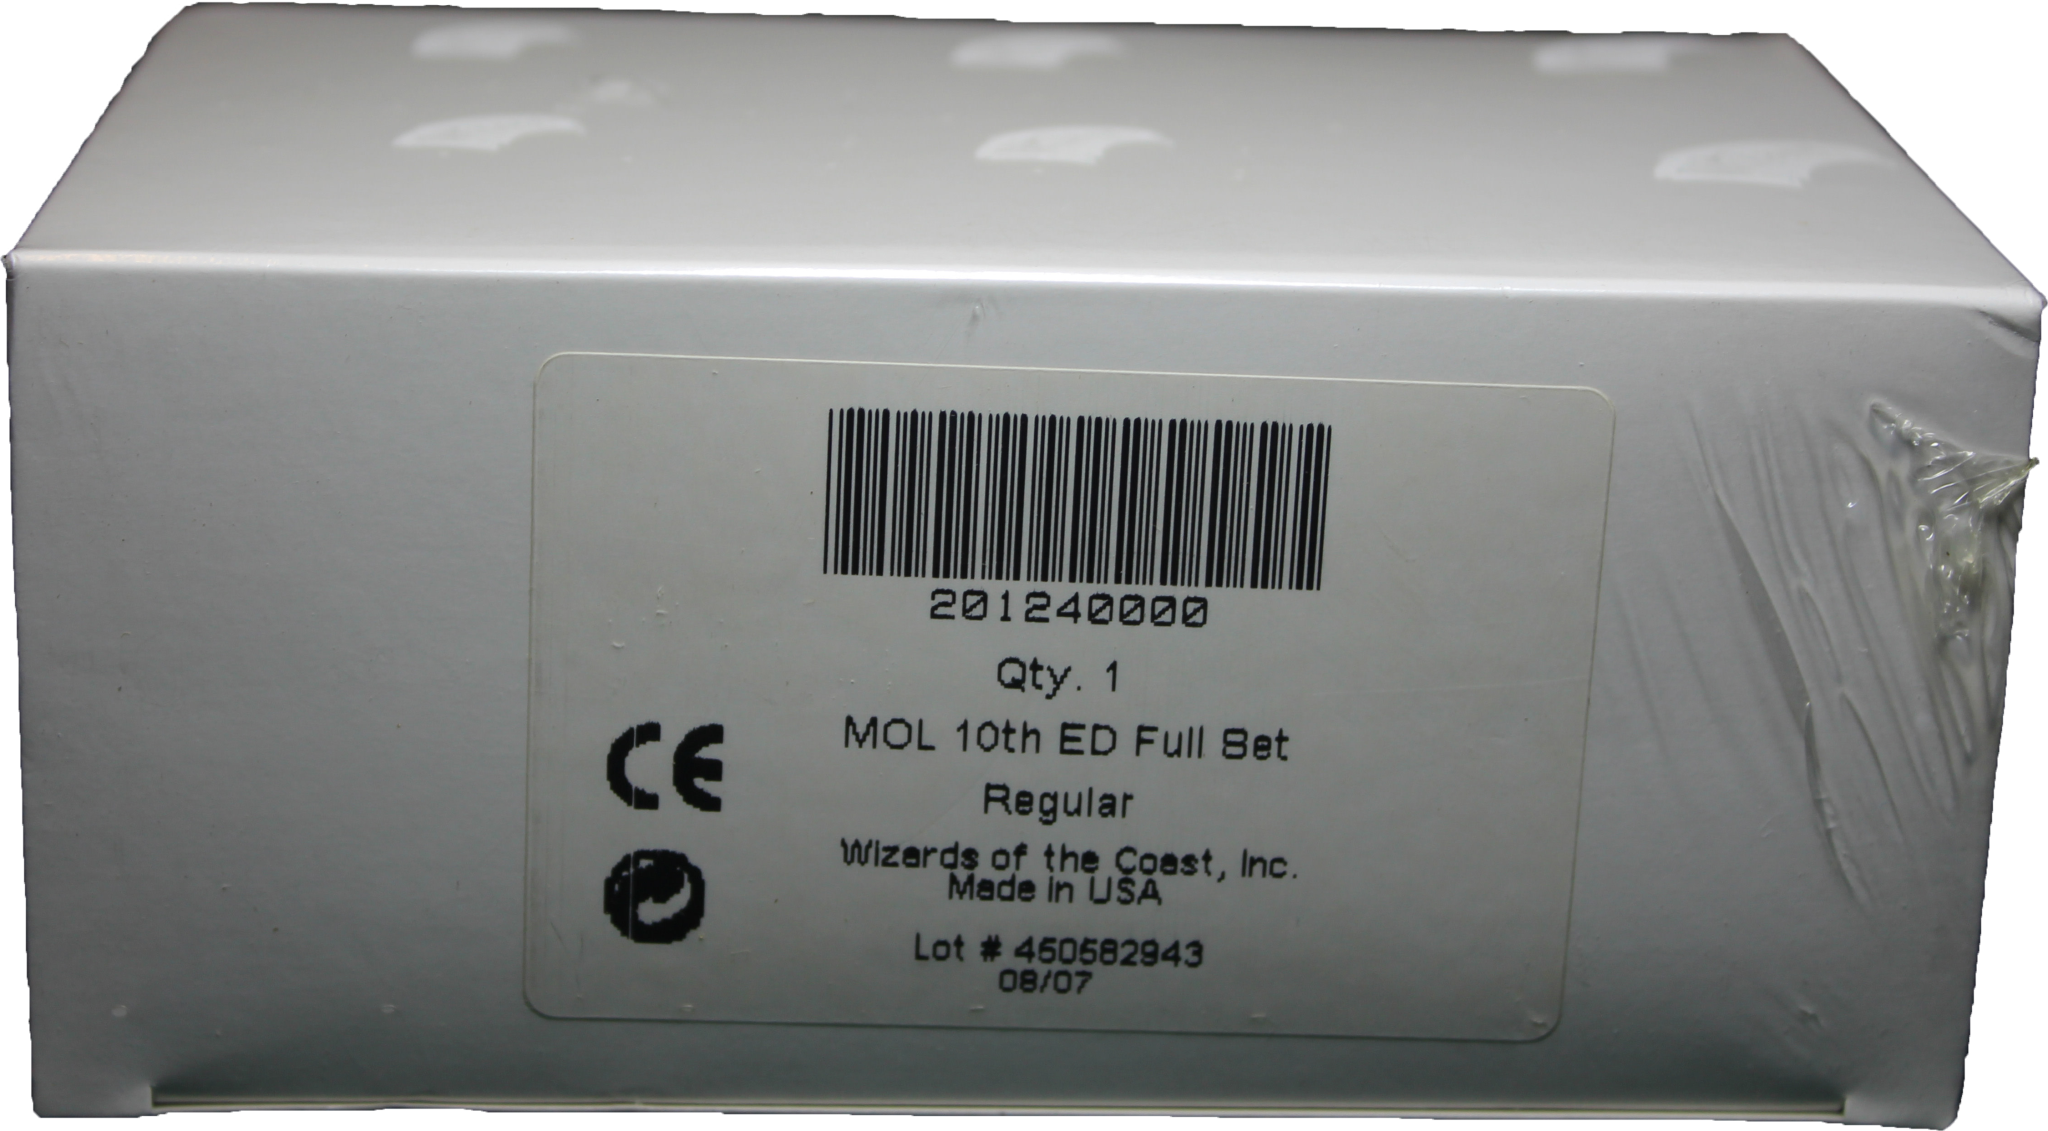 201240000
Qty. 1
MOL 10th ED Full Set
Regular
CE
Wizards of the Coast, Inc.
Made in USA
Lot # 450582943
08/07